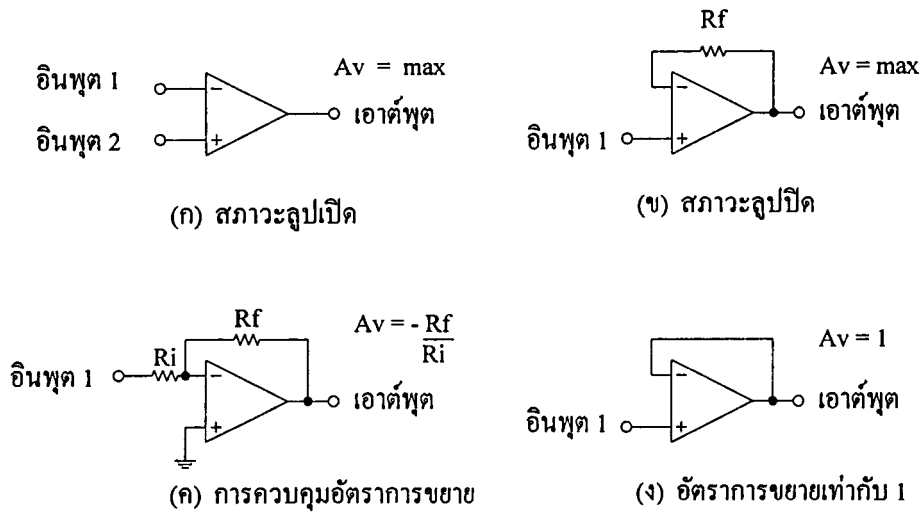 อินพุต 1
อินพุต 2
-
+
Av = max
เอาต์พุต
(ก) สภาวะลูปเปิด
Rf
-
+
อินพุต 1
Av = max
เอาต์พุต
(ข) สภาวะลูปปิด
Rf
Ri
อินพุต 1
-
+
Av = - Rf
Ri
เอาต์พุต
(ค) การควบคุมอัตราการขยาย
-
+
อินพุต 1
Av = 1
เอาต์พุต
(ง) อัตราการขยายเท่ากับ 1